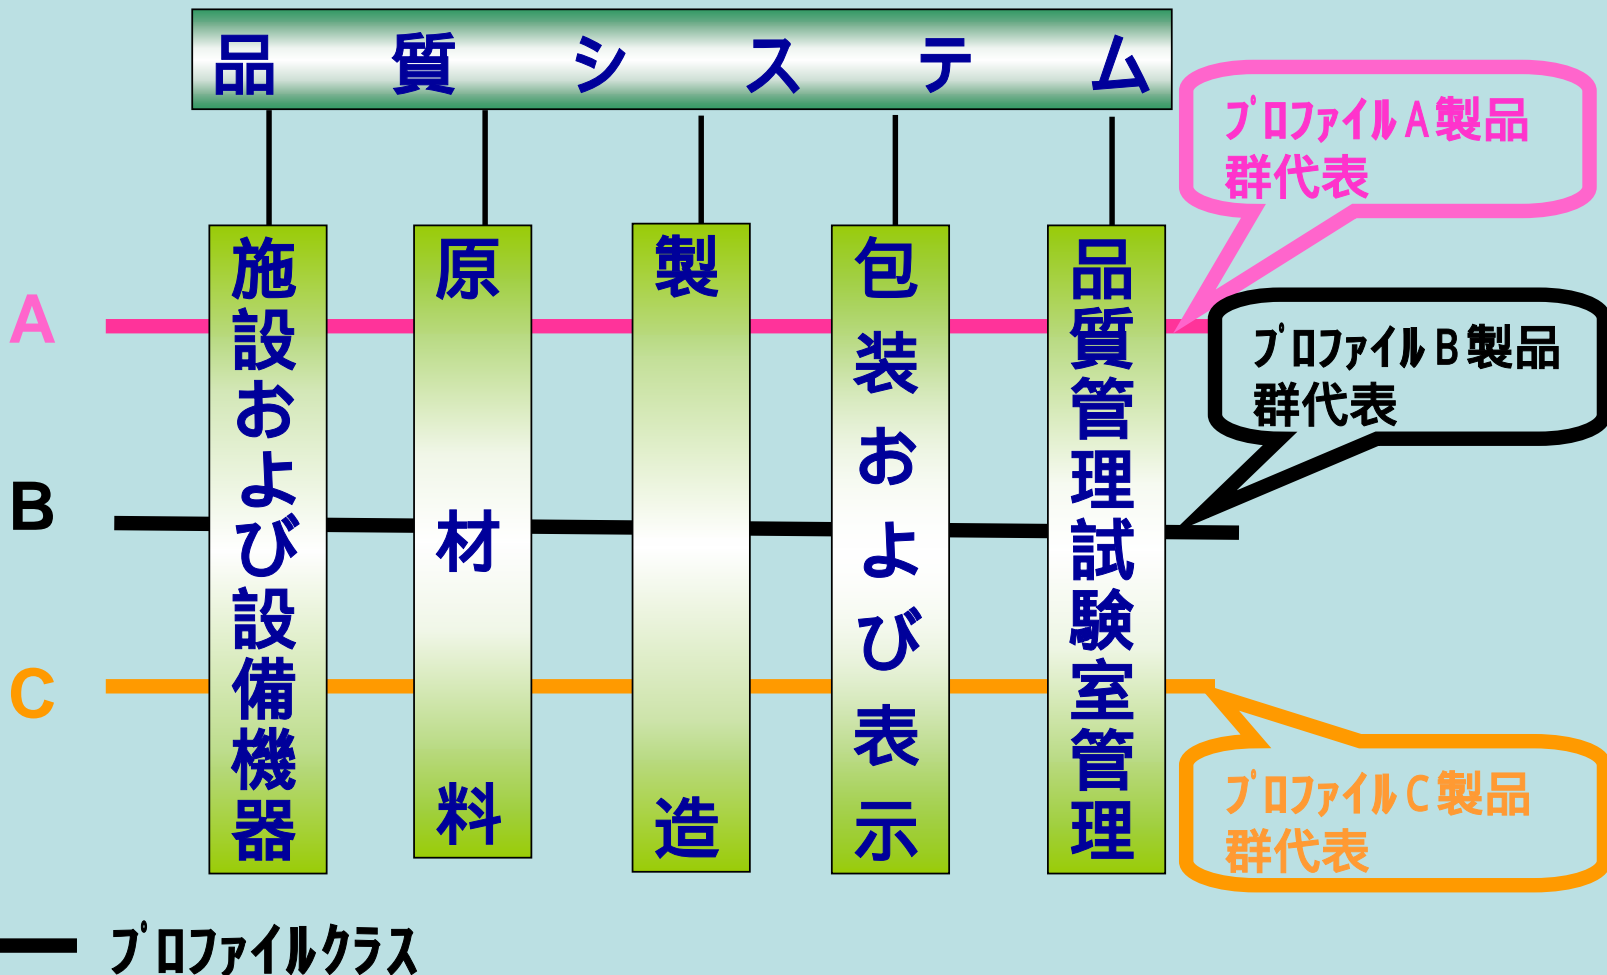 品質システム
ﾌﾟﾛﾌｧｲﾙA製品
群代表
施設および設備機器
原材料
製造
包装および表示
品質管理試験室管理
A
ﾌﾟﾛﾌｧｲﾙB製品
群代表
B
C
ﾌﾟﾛﾌｧｲﾙC製品
群代表
ﾌﾟﾛﾌｧｲﾙｸﾗｽ